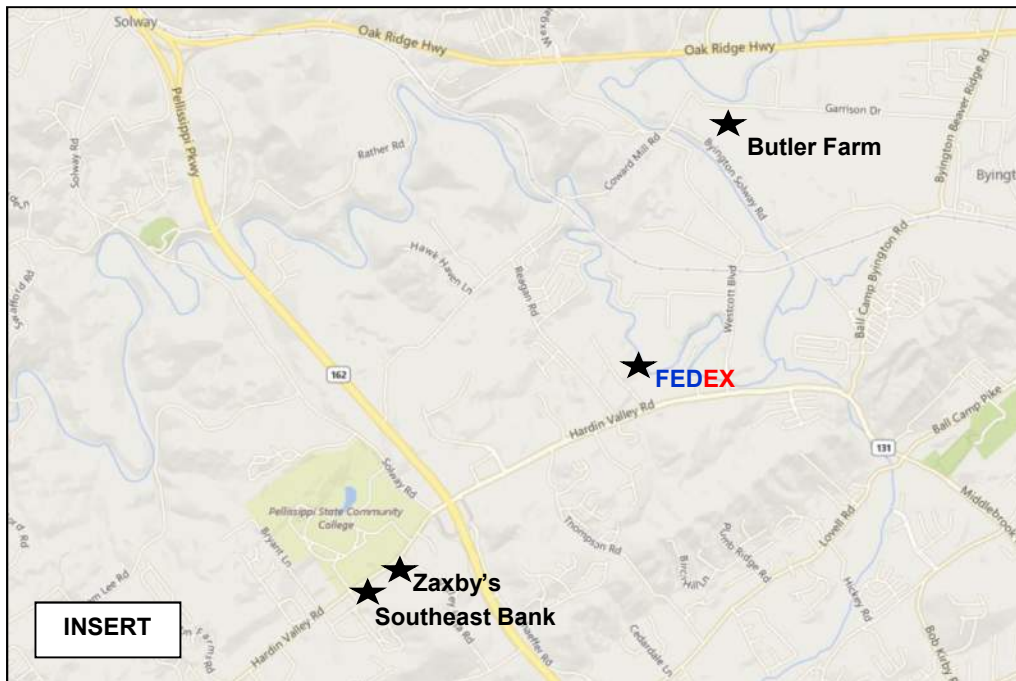 Solway
Oak Ridge Hwy
Oak Ridge Hwy
Pellissippi Pkwy
Solway Rd
Rather Rd
Coward Mill Rd
Garrison Dr
Butler Farm
Byington Solway Rd
Byington Beaver Ridge Rd
Byingt
Hawk Haven Ln
Reagan Rd
Westcott Blvd
Ball Camp Byington Rd
162
FEDEX
Hardin Valley Rd
Ball Camp Pike
131
Middlebrook
Solway Rd
Pellissippi State Community
College
Bryant Ln
Thompson Rd
Lovell Rd
Hickey Rd
Cedardale Ln
Bob Kirby
Zaxby's
Southeast Bank
Hardin Valley Rd
INSERT